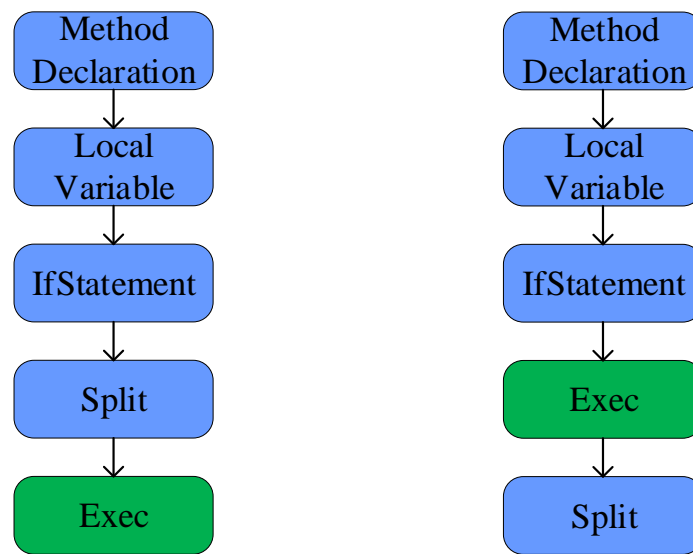 Method
Declaration
Local
Variable
IfStatement
Split
Exec
Method
Declaration
Local
Variable
IfStatement
Exec
Split